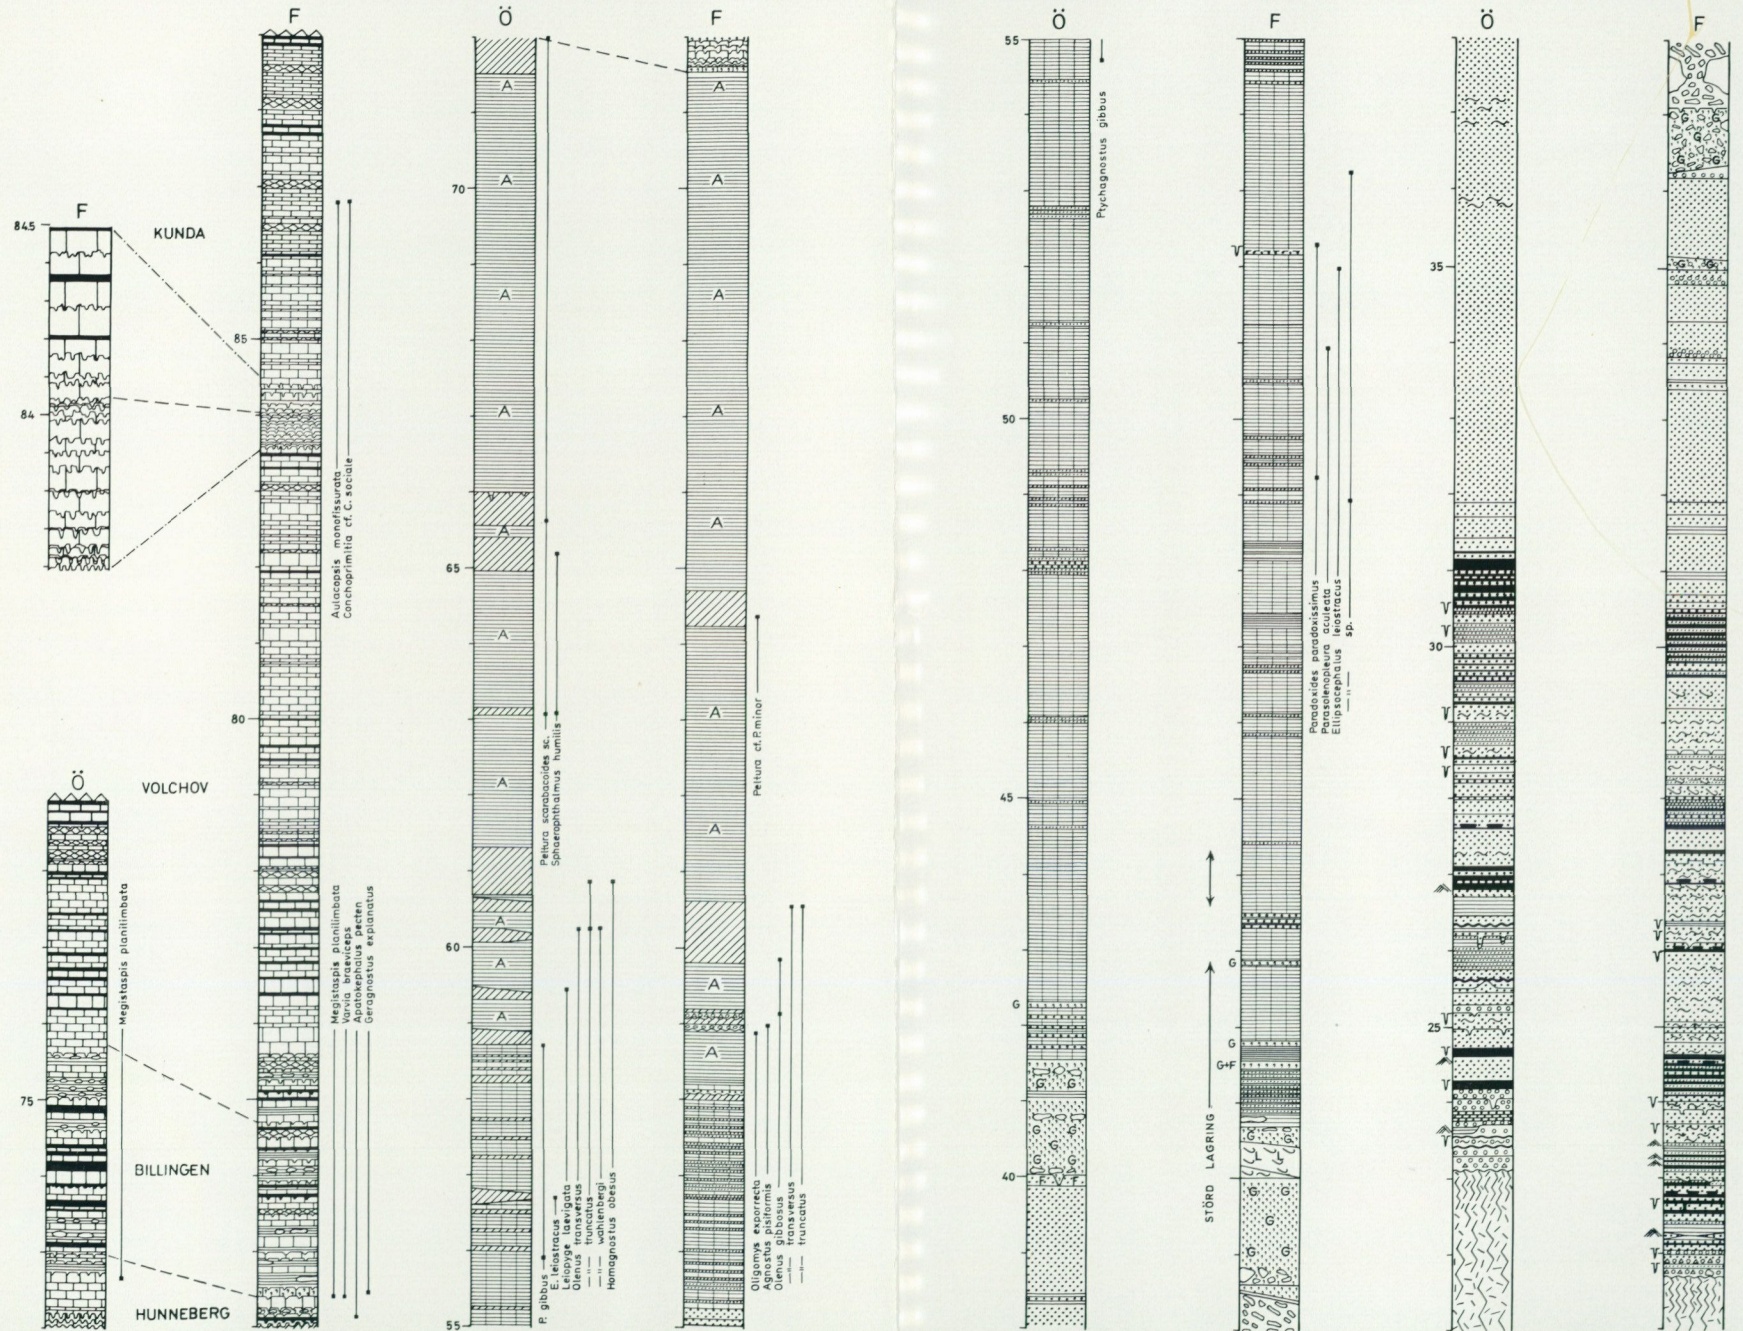 F
Ö
F
Ö
F
Ö
F
F
Ö
84.5
84
KUNDA
85
80
VOLCHOV
75
BILLINGEN
HUNNEBERG
Megistaspis planilimbata
Aulacopsis monofissurata
Conchoprimitia cf. C. sociale
Megistaspis planilimbata
Varvia breviceps
Apatokephalus pecten
Geragnostus explanatus
70
65
60
55
A
A
A
A
A
A
A
A
A
A
Peltura scarabaeoides sc.
Sphaerophthalmus humilis
P. gibbus
E. leiostracus
Leiopyge laevigata
Olenus transversus
—"— truncatus
—"— wahlenbergi
Homagnostus obesus
A
A
A
A
A
A
A
A
A
Peltura cf. P. minor
Oligomys exporrecta
Agnostus pisiformis
Olenus gibbosus
—"— transversus
—"— truncatus
55
50
45
40
Ptychagnostus gibbus
G
G G
G G
G
G G
F F
Paradoxides paradoxissimus
Parasolenopleura aculeata
Ellipsocephalus leiostracus
—"— sp.
G
G
G+F
STÖRD LAGRING
G G
G G
G
G G
35
30
25
G G
G
G G
G G